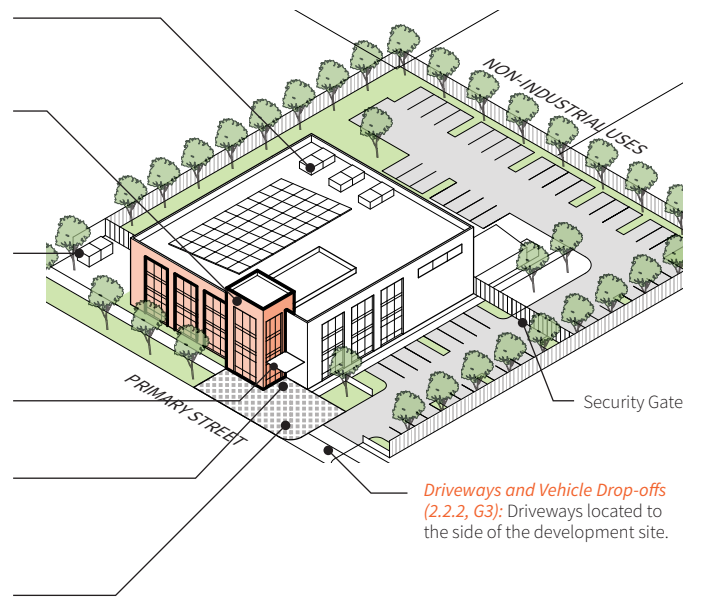 NON-INDUSTRIAL USES
PRIMARY STREET
Security Gate
Driveways and Vehicle Drop-offs
(2.2.2, G3): Driveways located to
the side of the development site.